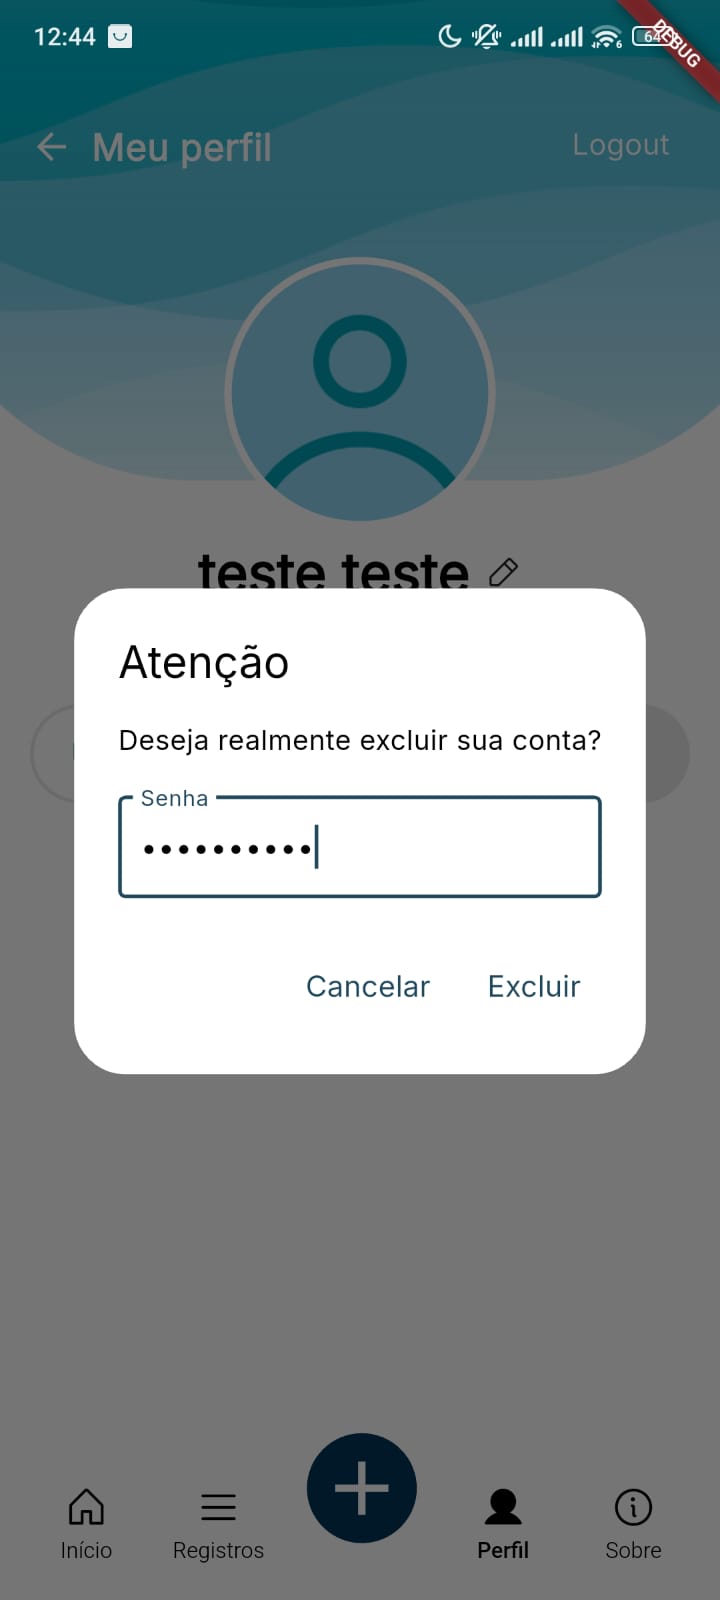 12:44
64
DEBUG
Meu perfil
Logout
teste teste
Atenção
Deseja realmente excluir sua conta?
Senha
••••••••••
Cancelar
Excluir
Início
Registros
Perfil
Sobre